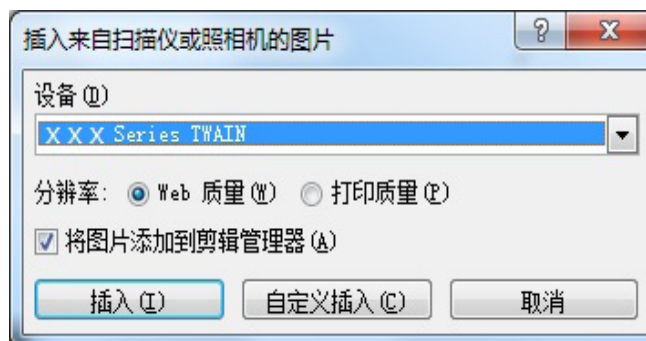 插入来自扫描仪或照相机的图片
设备(D)
XXX Series TWAIN
分辨率: Web 质量(W) 打印质量(P)
将图片添加到剪辑管理器(A)
插入(I) 自定义插入(C) 取消